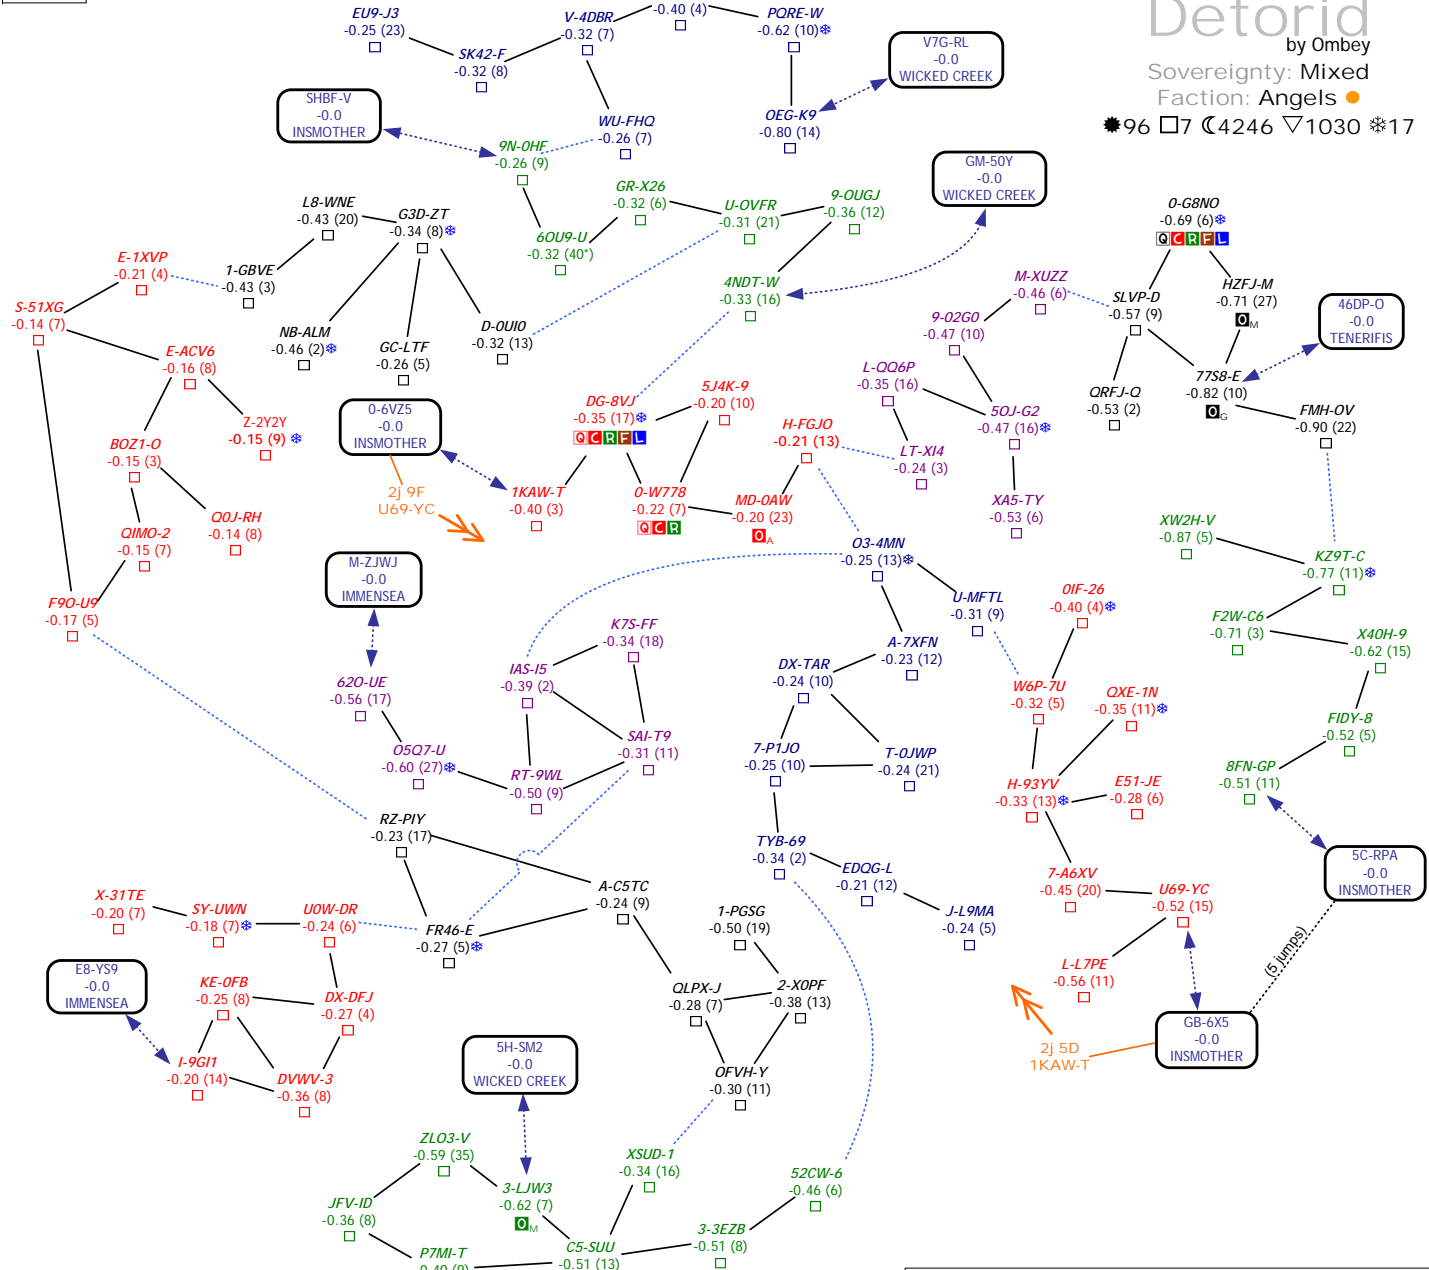 Detorid
by Ombey
Sovereignty: Mixed
Faction: Angels
96 7 4246 1030 17
EU9-J3
-0.25 (23)
SK42-F
-0.32 (8)
V-4DBR
-0.32 (7)
-0.40 (4)
PQRE-W
-0.62 (10)
V7G-RL
-0.0
WICKED CREEK
SHBF-V
-0.0
INSMOTHER
WU-FHQ
-0.26 (7)
OEG-K9
-0.80 (14)
9N-0HF
-0.26 (9)
GM-50Y
-0.0
WICKED CREEK
L8-WNE
-0.43 (20)
G3D-ZT
-0.34 (8)
GR-X26
-0.32 (6)
U-OVFR
-0.31 (21)
9-OUGJ
-0.36 (12)
0-G8NO
-0.69 (6)
Q C R F L
6OU9-U
-0.32 (40*)
E-1XVP
-0.21 (4)
1-GBVE
-0.43 (3)
4NDT-W
-0.33 (16)
M-XUZZ
-0.46 (6)
SLVP-D
-0.57 (9)
HZFJ-M
-0.71 (27)
O M
46DP-O
-0.0
TENERIFIS
S-51XG
-0.14 (7)
NB-ALM
-0.46 (2)
GC-LTF
-0.26 (5)
D-0UI0
-0.32 (13)
9-02G0
-0.47 (10)
E-ACV6
-0.16 (8)
L-QQ6P
-0.35 (16)
QRFJ-Q
-0.53 (2)
77S8-E
-0.82 (10)
O G
Z-2Y2Y
-0.15 (9)
0-6VZ5
-0.0
INSMOTHER
DG-8VJ
-0.35 (17)
Q C R F L
5J4K-9
-0.20 (10)
H-FGJO
-0.21 (13)
5OJ-G2
-0.47 (16)
FMH-OV
-0.90 (22)
BOZ1-O
-0.15 (3)
LT-XI4
-0.24 (3)
2j 9F
U69-YC
1KAW-T
-0.40 (3)
0-W778
-0.22 (7)
Q C R
MD-0AW
-0.20 (23)
O A
XA5-TY
-0.53 (6)
Q0J-RH
-0.14 (8)
QIMO-2
-0.15 (7)
XW2H-V
-0.87 (5)
O3-4MN
-0.25 (13)
KZ9T-C
-0.77 (11)
M-ZJWJ
-0.0
IMMENSEA
F9O-U9
-0.17 (5)
U-MFTL
-0.31 (9)
0IF-26
-0.40 (4)
F2W-C6
-0.71 (3)
X40H-9
-0.62 (15)
K7S-FF
-0.34 (18)
A-7XFN
-0.23 (12)
IAS-I5
-0.39 (2)
DX-TAR
-0.24 (10)
62O-UE
-0.56 (17)
W6P-7U
-0.32 (5)
QXE-1N
-0.35 (11)
FIDY-8
-0.52 (5)
O5Q7-U
-0.60 (27)
SAI-T9
-0.31 (11)
7-P1JO
-0.25 (10)
T-0JWP
-0.24 (21)
8FN-GP
-0.51 (11)
RT-9WL
-0.50 (9)
H-93YV
-0.33 (13)
E51-JE
-0.28 (6)
RZ-PIY
-0.23 (17)
TYB-69
-0.34 (2)
EDQG-L
-0.21 (12)
5C-RPA
-0.0
INSMOTHER
7-A6XV
-0.45 (20)
U69-YC
-0.52 (15)
X-31TE
-0.20 (7)
SY-UWN
-0.18 (7)
U0W-DR
-0.24 (6)
A-C5TC
-0.24 (9)
1-PGSG
-0.50 (19)
J-L9MA
-0.24 (5)
FR46-E
-0.27 (5)
(5 jumps)
E8-YS9
-0.0
IMMENSEA
KE-0FB
-0.25 (8)
DX-DFJ
-0.27 (4)
QLPX-J
-0.28 (7)
2-X0PF
-0.38 (13)
L-L7PE
-0.56 (11)
GB-6X5
-0.0
INSMOTHER
2j 5D
1KAW-T
I-9GI1
-0.20 (14)
DVWV-3
-0.36 (8)
5H-SM2
-0.0
WICKED CREEK
OFVH-Y
-0.30 (11)
ZLO3-V
-0.59 (35)
XSUD-1
-0.34 (16)
52CW-6
-0.46 (6)
3-LJW3
-0.62 (7)
O M
JFV-ID
-0.36 (8)
3-3EZB
-0.51 (8)
P7MI-T
-0.40 (9)
C5-SUU
-0.51 (13)